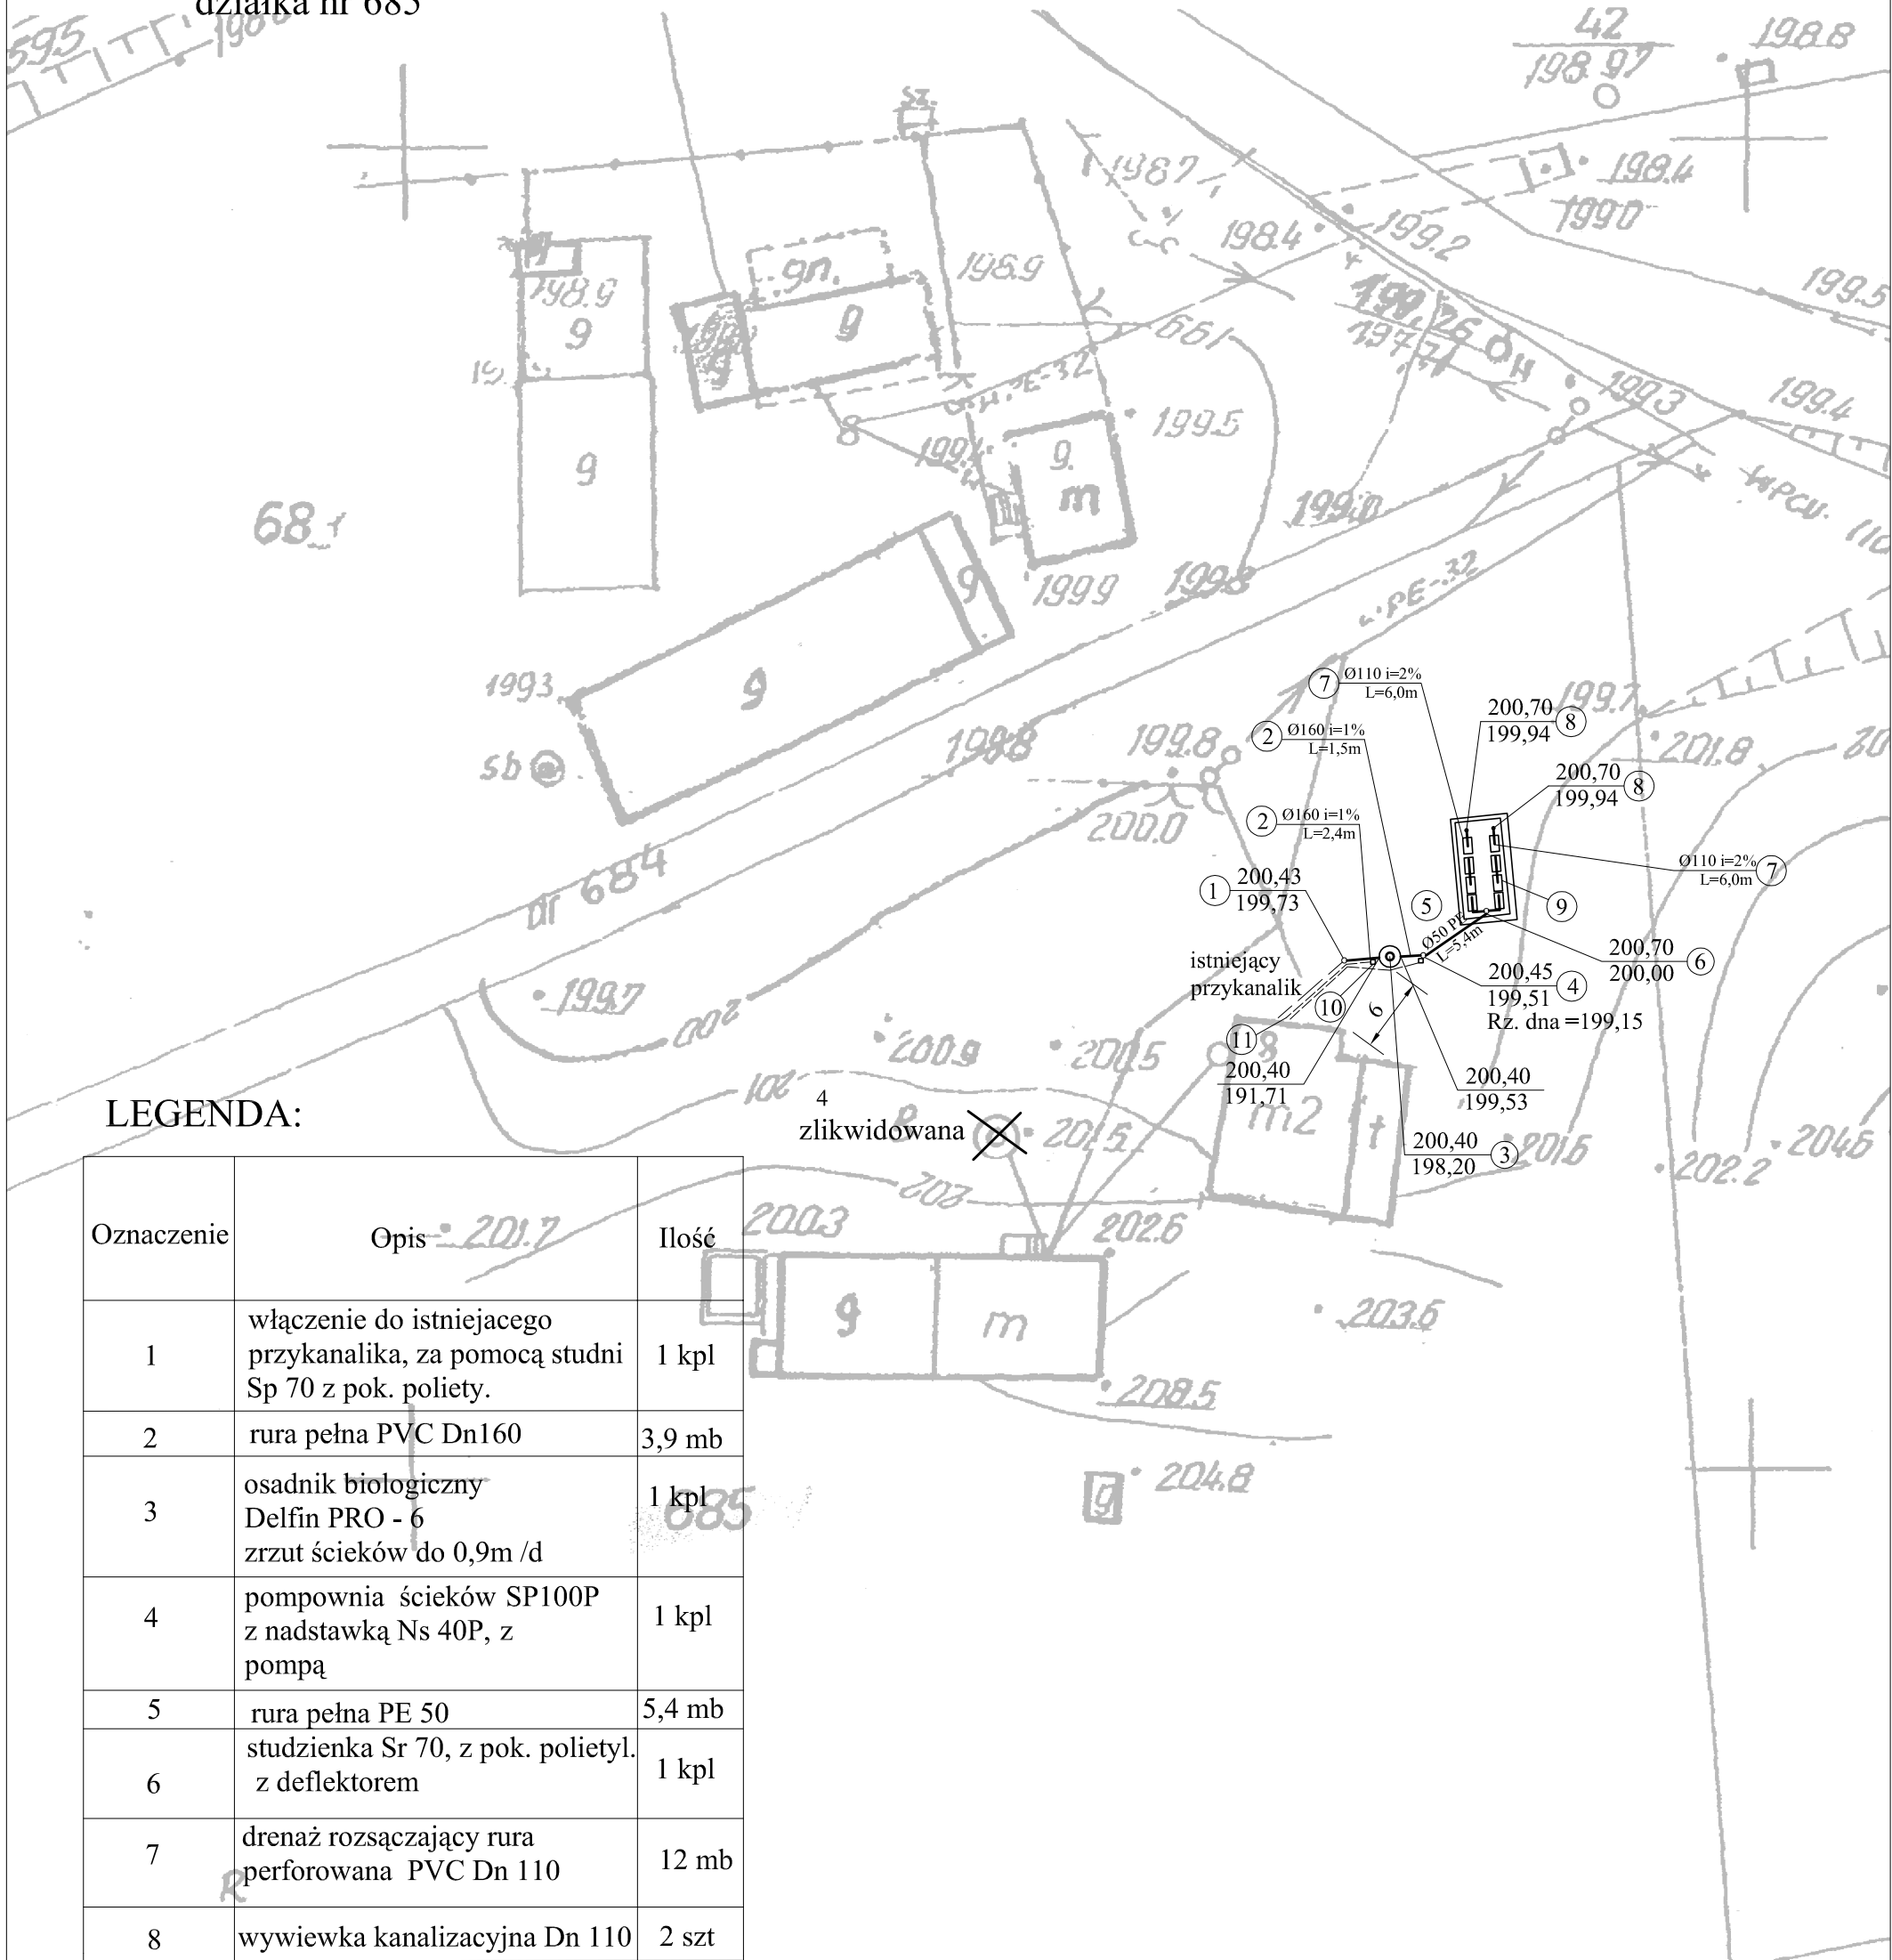 działka nr 685
595
42
198.97
198.8
sz.
198.4
199.0
198.4
199.2
199.5
gn.
198.9
g
g
g
199.3
199.4
199.5
g
g.
m
68
199.0
199.9
199.8
g
PE-32
199.3
g
sb
199.8
199.8
200.0
dr 684
199.7
201.8
7
Ø110 i=2%
L=6,0m
200,70
199,94
8
2
Ø160 i=1%
L=1,5m
200,70
199,94
8
2
Ø160 i=1%
L=2,4m
Ø110 i=2%
L=6,0m
7
1
200,43
199,73
5
9
Ø50 PE
L=5,4m
200,70
200,00
6
istniejący
przykanalik
200,45
199,51
4
Rz. dna =199,15
10
6
11
199.7
200
200.9
200.5
200,40
191,71
200,40
199,53
m2
t
200,40
198,20
3
201
4
zlikwidowana
201.5
201.6
202.2
204.6
202
200.3
202.6
201.7
g
m
203.6
208.5
204.8
g
685
R
LEGENDA:
Oznaczenie Opis Ilość
1 włączenie do istniejacego
przykanalika, za pomocą studni 1 kpl
Sp 70 z pok. poliety.
2 rura pełna PVC Dn160 3,9 mb
3 osadnik biologiczny 1 kpl
Delfin PRO - 6
zrzut ścieków do 0,9m /d
4 pompownia ścieków SP100P 1 kpl
z nadstawką Ns 40P, z
pompą
5 rura pełna PE 50 5,4 mb
6 studzienka Sr 70, z pok. polietyl. 1 kpl
z deflektorem
7 drenaż rozsączający rura
perforowana PVC Dn 110 12 mb
8 wywiewka kanalizacyjna Dn 110 2 szt